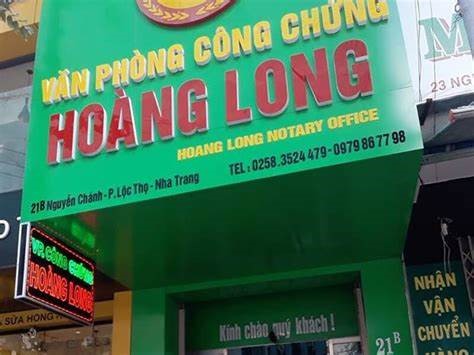 VĂN PHÒNG CÔNG CHỨNG
HOÀNG LONG
HOANG LONG NOTARY OFFICE
TEL : 0258.3524 479 - 0979 86 77 98
21B Nguyễn Chánh - P. Lộc Thọ - Nha Trang
VP. CÔNG CHỨNG
HOÀNG LONG
SỬA HỒNG
Kính chào quý khách !
21B
M
23 NG
NHẬN
VẬN
CHUYỂN